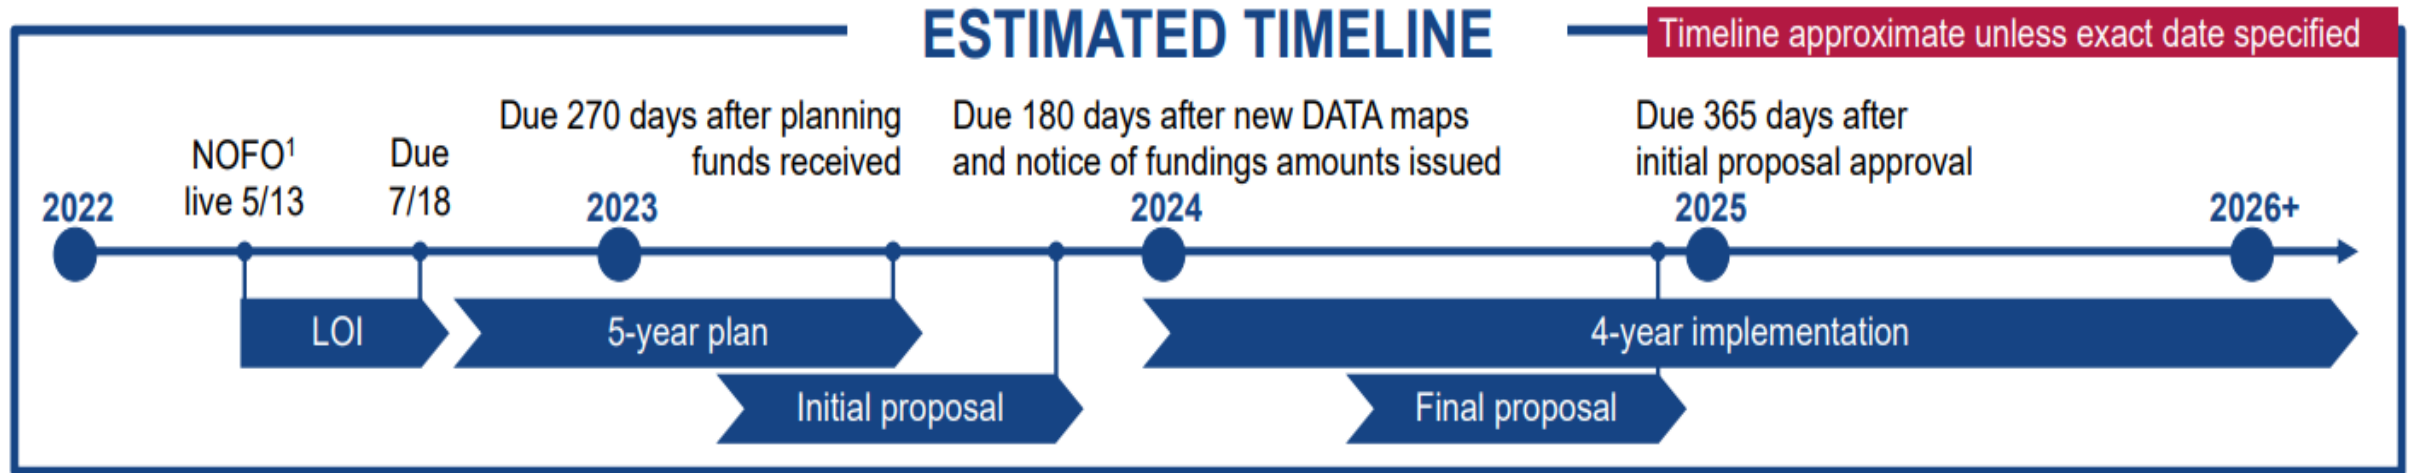 ESTIMATED TIMELINE
Timeline approximate unless exact date specified
NOFO¹
live 5/13
Due
7/18
Due 270 days after planning
funds received
Due 180 days after new DATA maps
and notice of fundings amounts issued
Due 365 days after
initial proposal approval
2022
2023
2024
2025
2026+
LOI
5-year plan
4-year implementation
Initial proposal
Final proposal